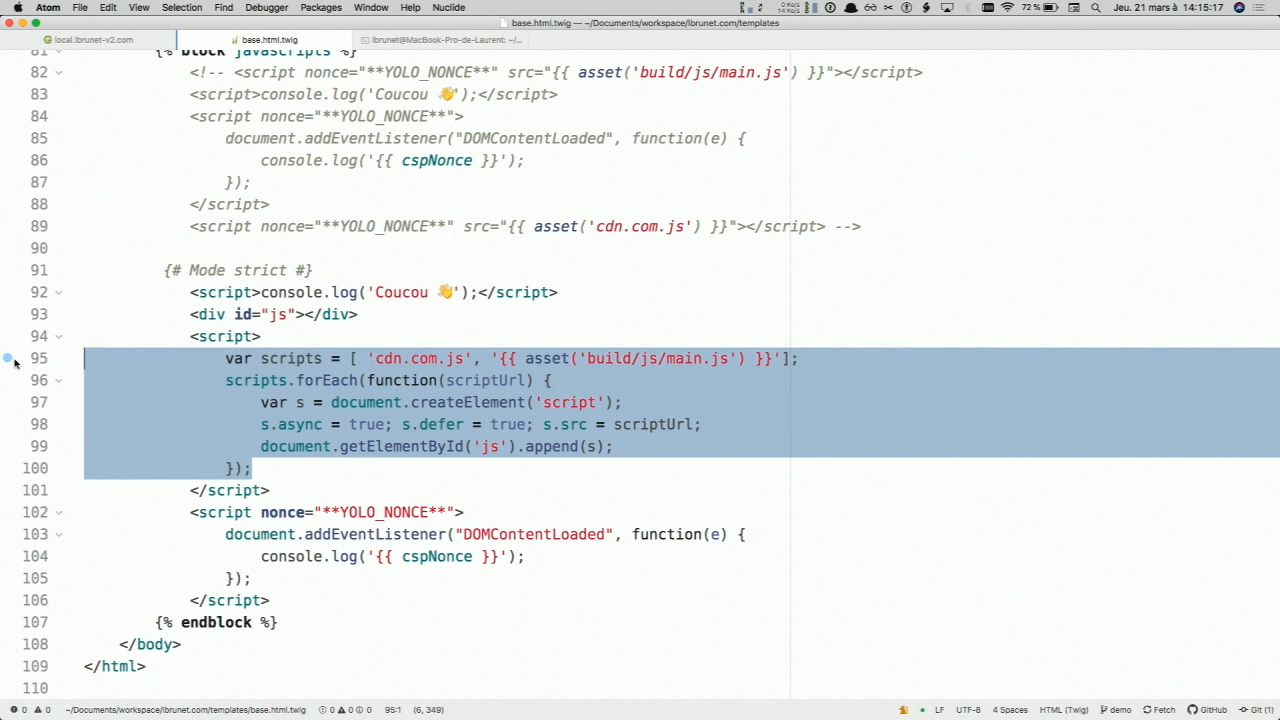 Atom File Edit View Selection Find Debugger Packages Window Help Nuclide 72 % Jeu. 21 mars à 14:15:17
base.html.twig — ~/Documents/workspace/lbrunet.com/templates
local.lbrunet-v2.com base.html.twig lbrunet@MacBook-Pro-de-Laurent: ~/...
81 {% block javascripts %}
82 <!-- <script nonce="**YOLO_NONCE**" src="{{ asset('build/js/main.js') }}"></script>
83 <script>console.log('Coucou 👋');</script>
84 <script nonce="**YOLO_NONCE**">
85 document.addEventListener("DOMContentLoaded", function(e) {
86 console.log('{{ cspNonce }}');
87 });
88 </script>
89 <script nonce="**YOLO_NONCE**" src="{{ asset('cdn.com.js') }}"></script> -->
90
91 {# Mode strict #}
92 <script>console.log('Coucou 👋');</script>
93 <div id="js"></div>
94 <script>
95 var scripts = [ 'cdn.com.js', '{{ asset('build/js/main.js') }}'];
96 scripts.forEach(function(scriptUrl) {
97 var s = document.createElement('script');
98 s.async = true; s.defer = true; s.src = scriptUrl;
99 document.getElementById('js').append(s);
100 });
101 </script>
102 <script nonce="**YOLO_NONCE**">
103 document.addEventListener("DOMContentLoaded", function(e) {
104 console.log('{{ cspNonce }}');
105 });
106 </script>
107 {% endblock %}
108 </body>
109 </html>
110
0 0 ~/Documents/workspace/lbrunet.com/templates/base.html.twig 0 0 0 95:1 (6, 349) LF UTF-8 4 Spaces HTML (Twig) demo Fetch GitHub Git (1)